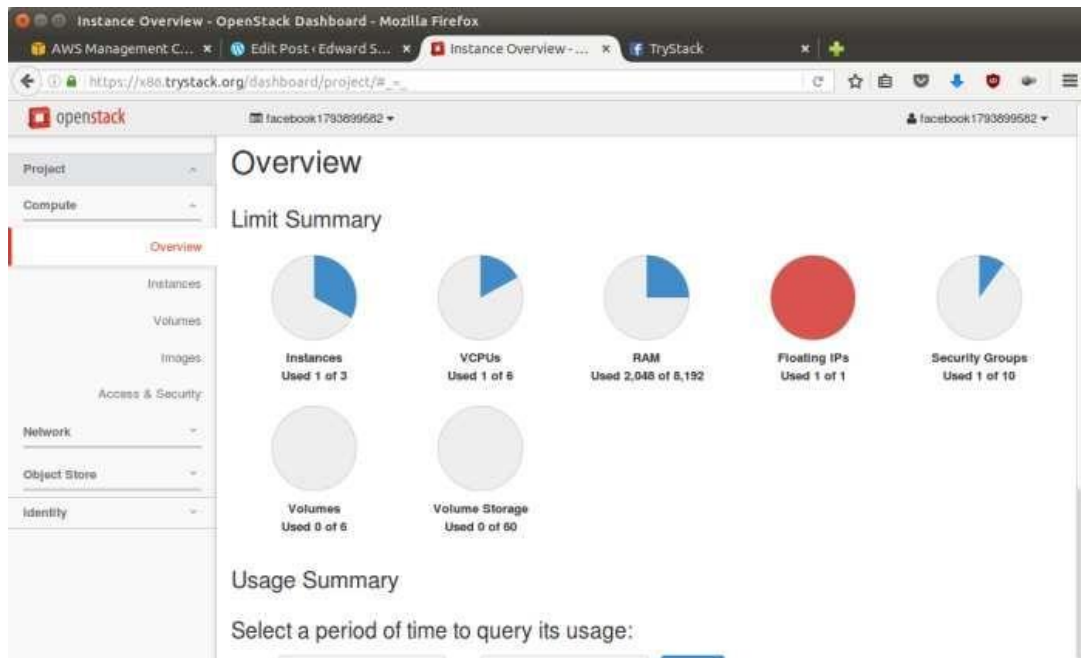 Instance Overview - OpenStack Dashboard - Mozilla Firefox
AWS Management C... Edit Post ‹ Edward S... Instance Overview - ... TryStack
https://x86.trystack.org/dashboard/project/#_=_
openstack facebook1793899582 facebook1793899582
Project
Compute
Overview
Instances
Volumes
Images
Access & Security
Network
Object Store
Identity
Overview
Limit Summary
Instances VCPUs RAM Floating IPs Security Groups
Used 1 of 3 Used 1 of 6 Used 2,048 of 8,192 Used 1 of 1 Used 1 of 10
Volumes Volume Storage
Used 0 of 6 Used 0 of 60
Usage Summary
Select a period of time to query its usage: